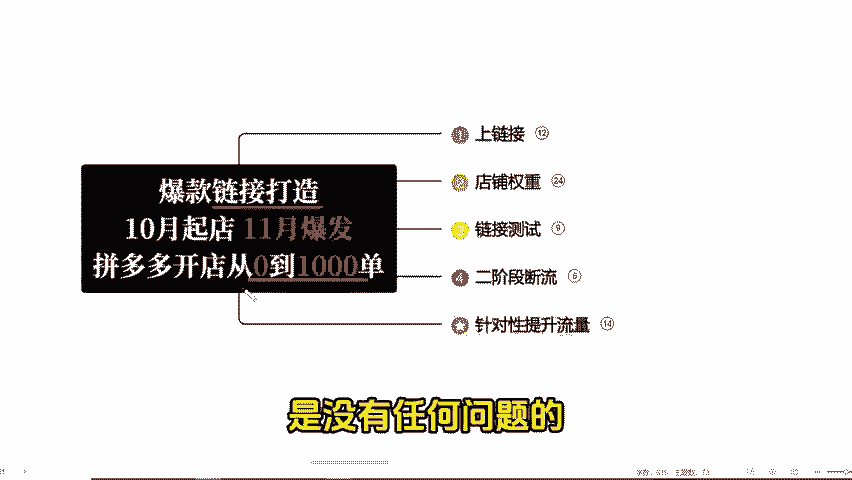 爆款链接打造
10月起店 11月爆发
拼多多开店从0到1000单
上链接 12
店铺权重 24
链接测试 9
4 二阶段断流 6
针对性提升流量 14
是没有任何问题的